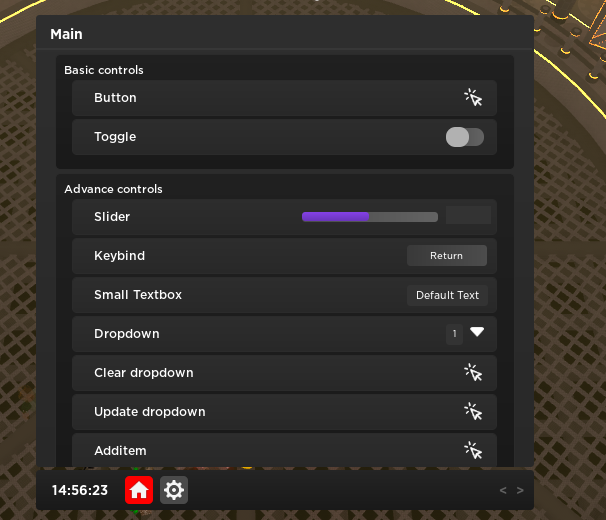 Main
Basic controls
Button
Toggle
Advance controls
Slider
Keybind Return
Small Textbox Default Text
Dropdown 1
Clear dropdown
Update dropdown
Additem
14:56:23 < >